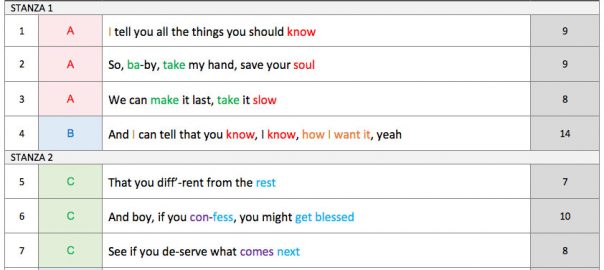 STANZA 1
1 A I tell you all the things you should know 9
2 A So, ba-by, take my hand, save your soul 9
3 A We can make it last, take it slow 8
4 B And I can tell that you know, I know, how I want it, yeah 14
STANZA 2
5 C That you diff’-rent from the rest 7
6 C And boy, if you con-fess, you might get blessed 10
7 C See if you de-serve what comes next 8